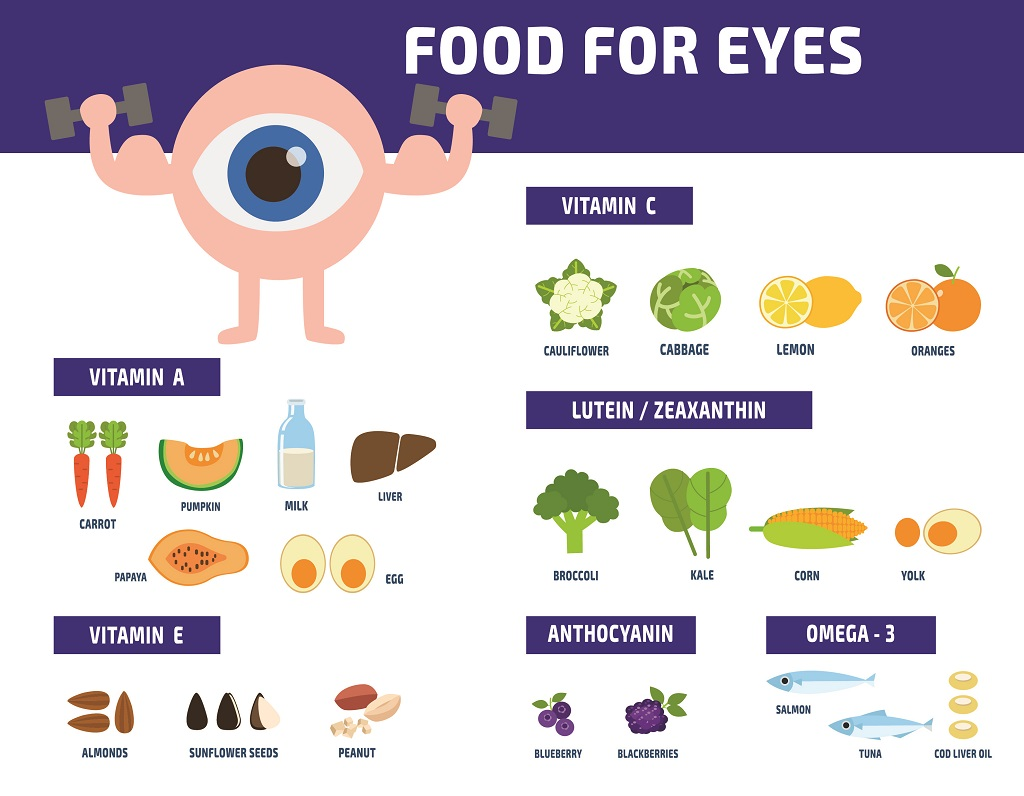 FOOD FOR EYES
VITAMIN A
CARROT
PUMPKIN
MILK
LIVER
PAPAYA
EGG
VITAMIN E
ALMONDS
SUNFLOWER SEEDS
PEANUT
VITAMIN C
CAULIFLOWER
CABBAGE
LEMON
ORANGES
LUTEIN / ZEAXANTHIN
BROCCOLI
KALE
CORN
YOLK
ANTHOCYANIN
BLUEBERRY
BLACKBERRIES
OMEGA - 3
SALMON
TUNA
COD LIVER OIL